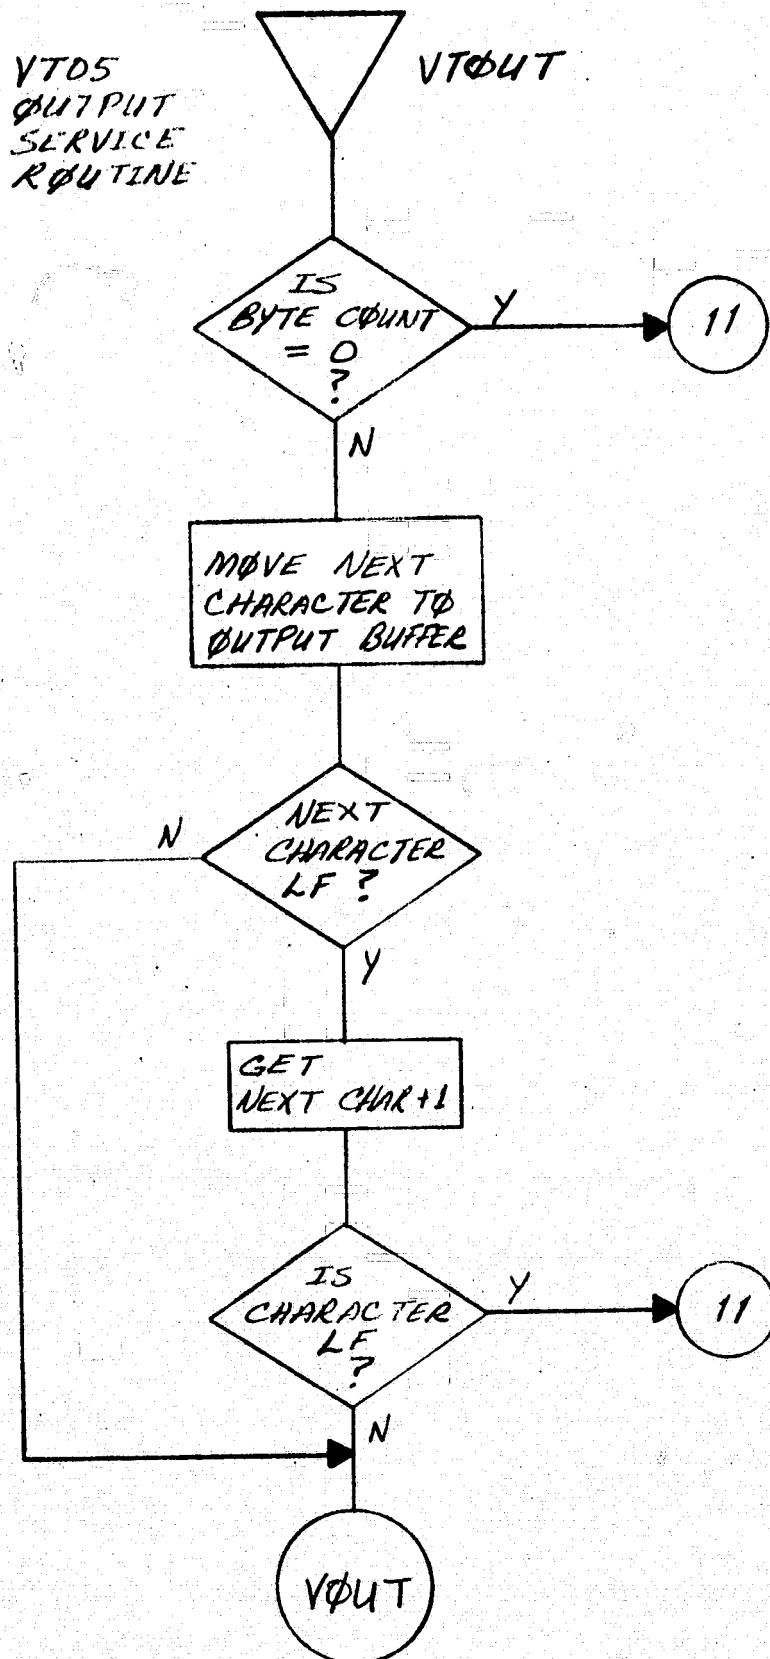 VT05
ØUTPUT
SERVICE
RØUTINE
VTØUT
IS
BYTE CØUNT
= 0
?
Y
11
N
MØVE NEXT
CHARACTER TØ
ØUTPUT BUFFER
NEXT
CHARACTER
LF ?
N
Y
GET
NEXT CHAR+1
IS
CHARACTER
LF
?
Y
11
N
VØUT